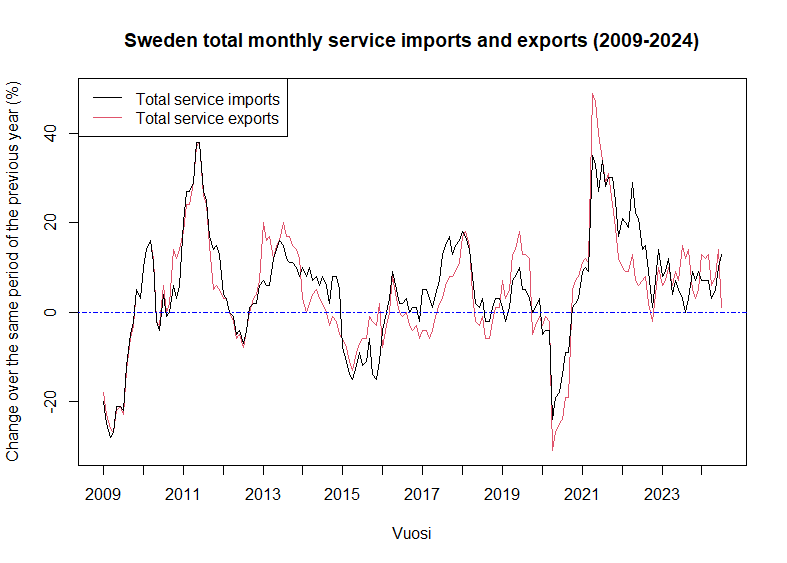 Sweden total monthly service imports and exports (2009-2024)
Change over the same period of the previous year (%)
Total service imports
Total service exports
40
20
0
-20
2009 2011 2013 2015 2017 2019 2021 2023
Vuosi